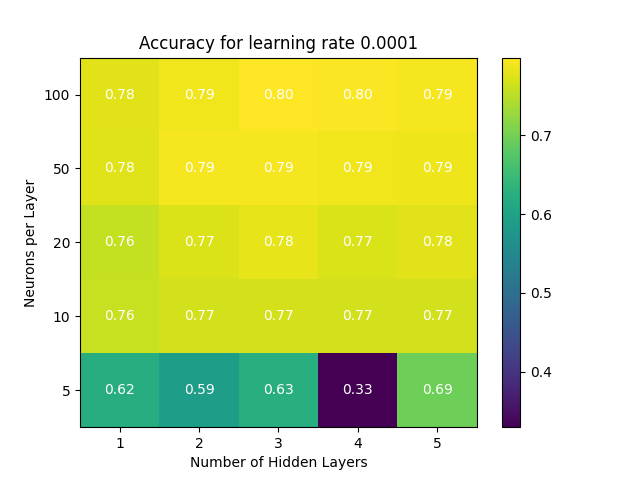 Accuracy for learning rate 0.0001
Neurons per Layer
100 0.78 0.79 0.80 0.80 0.79
50 0.78 0.79 0.79 0.79 0.79
20 0.76 0.77 0.78 0.77 0.78
10 0.76 0.77 0.77 0.77 0.77
5 0.62 0.59 0.63 0.33 0.69
1 2 3 4 5
Number of Hidden Layers
0.7
0.6
0.5
0.4